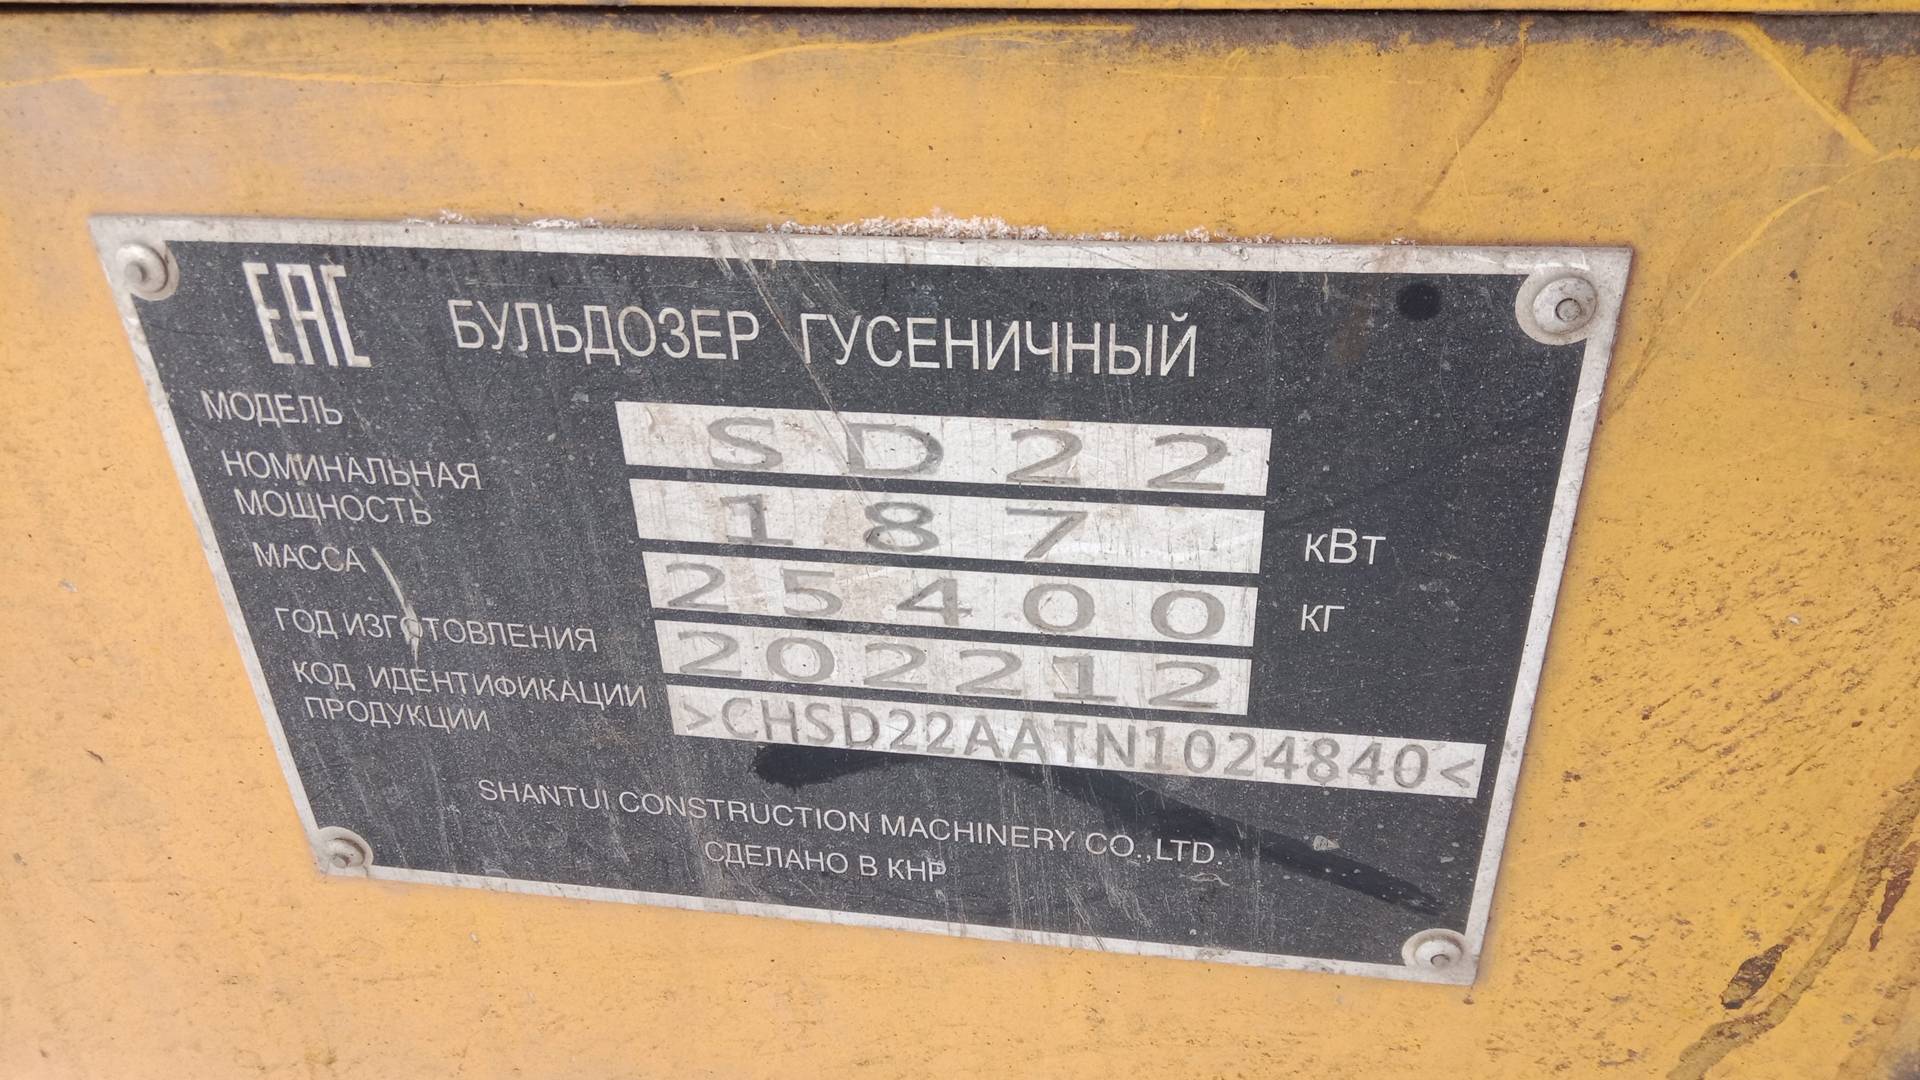 EAC
БУЛЬДОЗЕР ГУСЕНИЧНЫЙ
МОДЕЛЬ SD22
НОМИНАЛЬНАЯ
МОЩНОСТЬ 187 кВт
МАССА 25400 КГ
ГОД ИЗГОТОВЛЕНИЯ 202212
КОД ИДЕНТИФИКАЦИИ
ПРОДУКЦИИ >CHSD22AATN1024840<
SHANTUI CONSTRUCTION MACHINERY CO.,LTD.
СДЕЛАНО В КНР